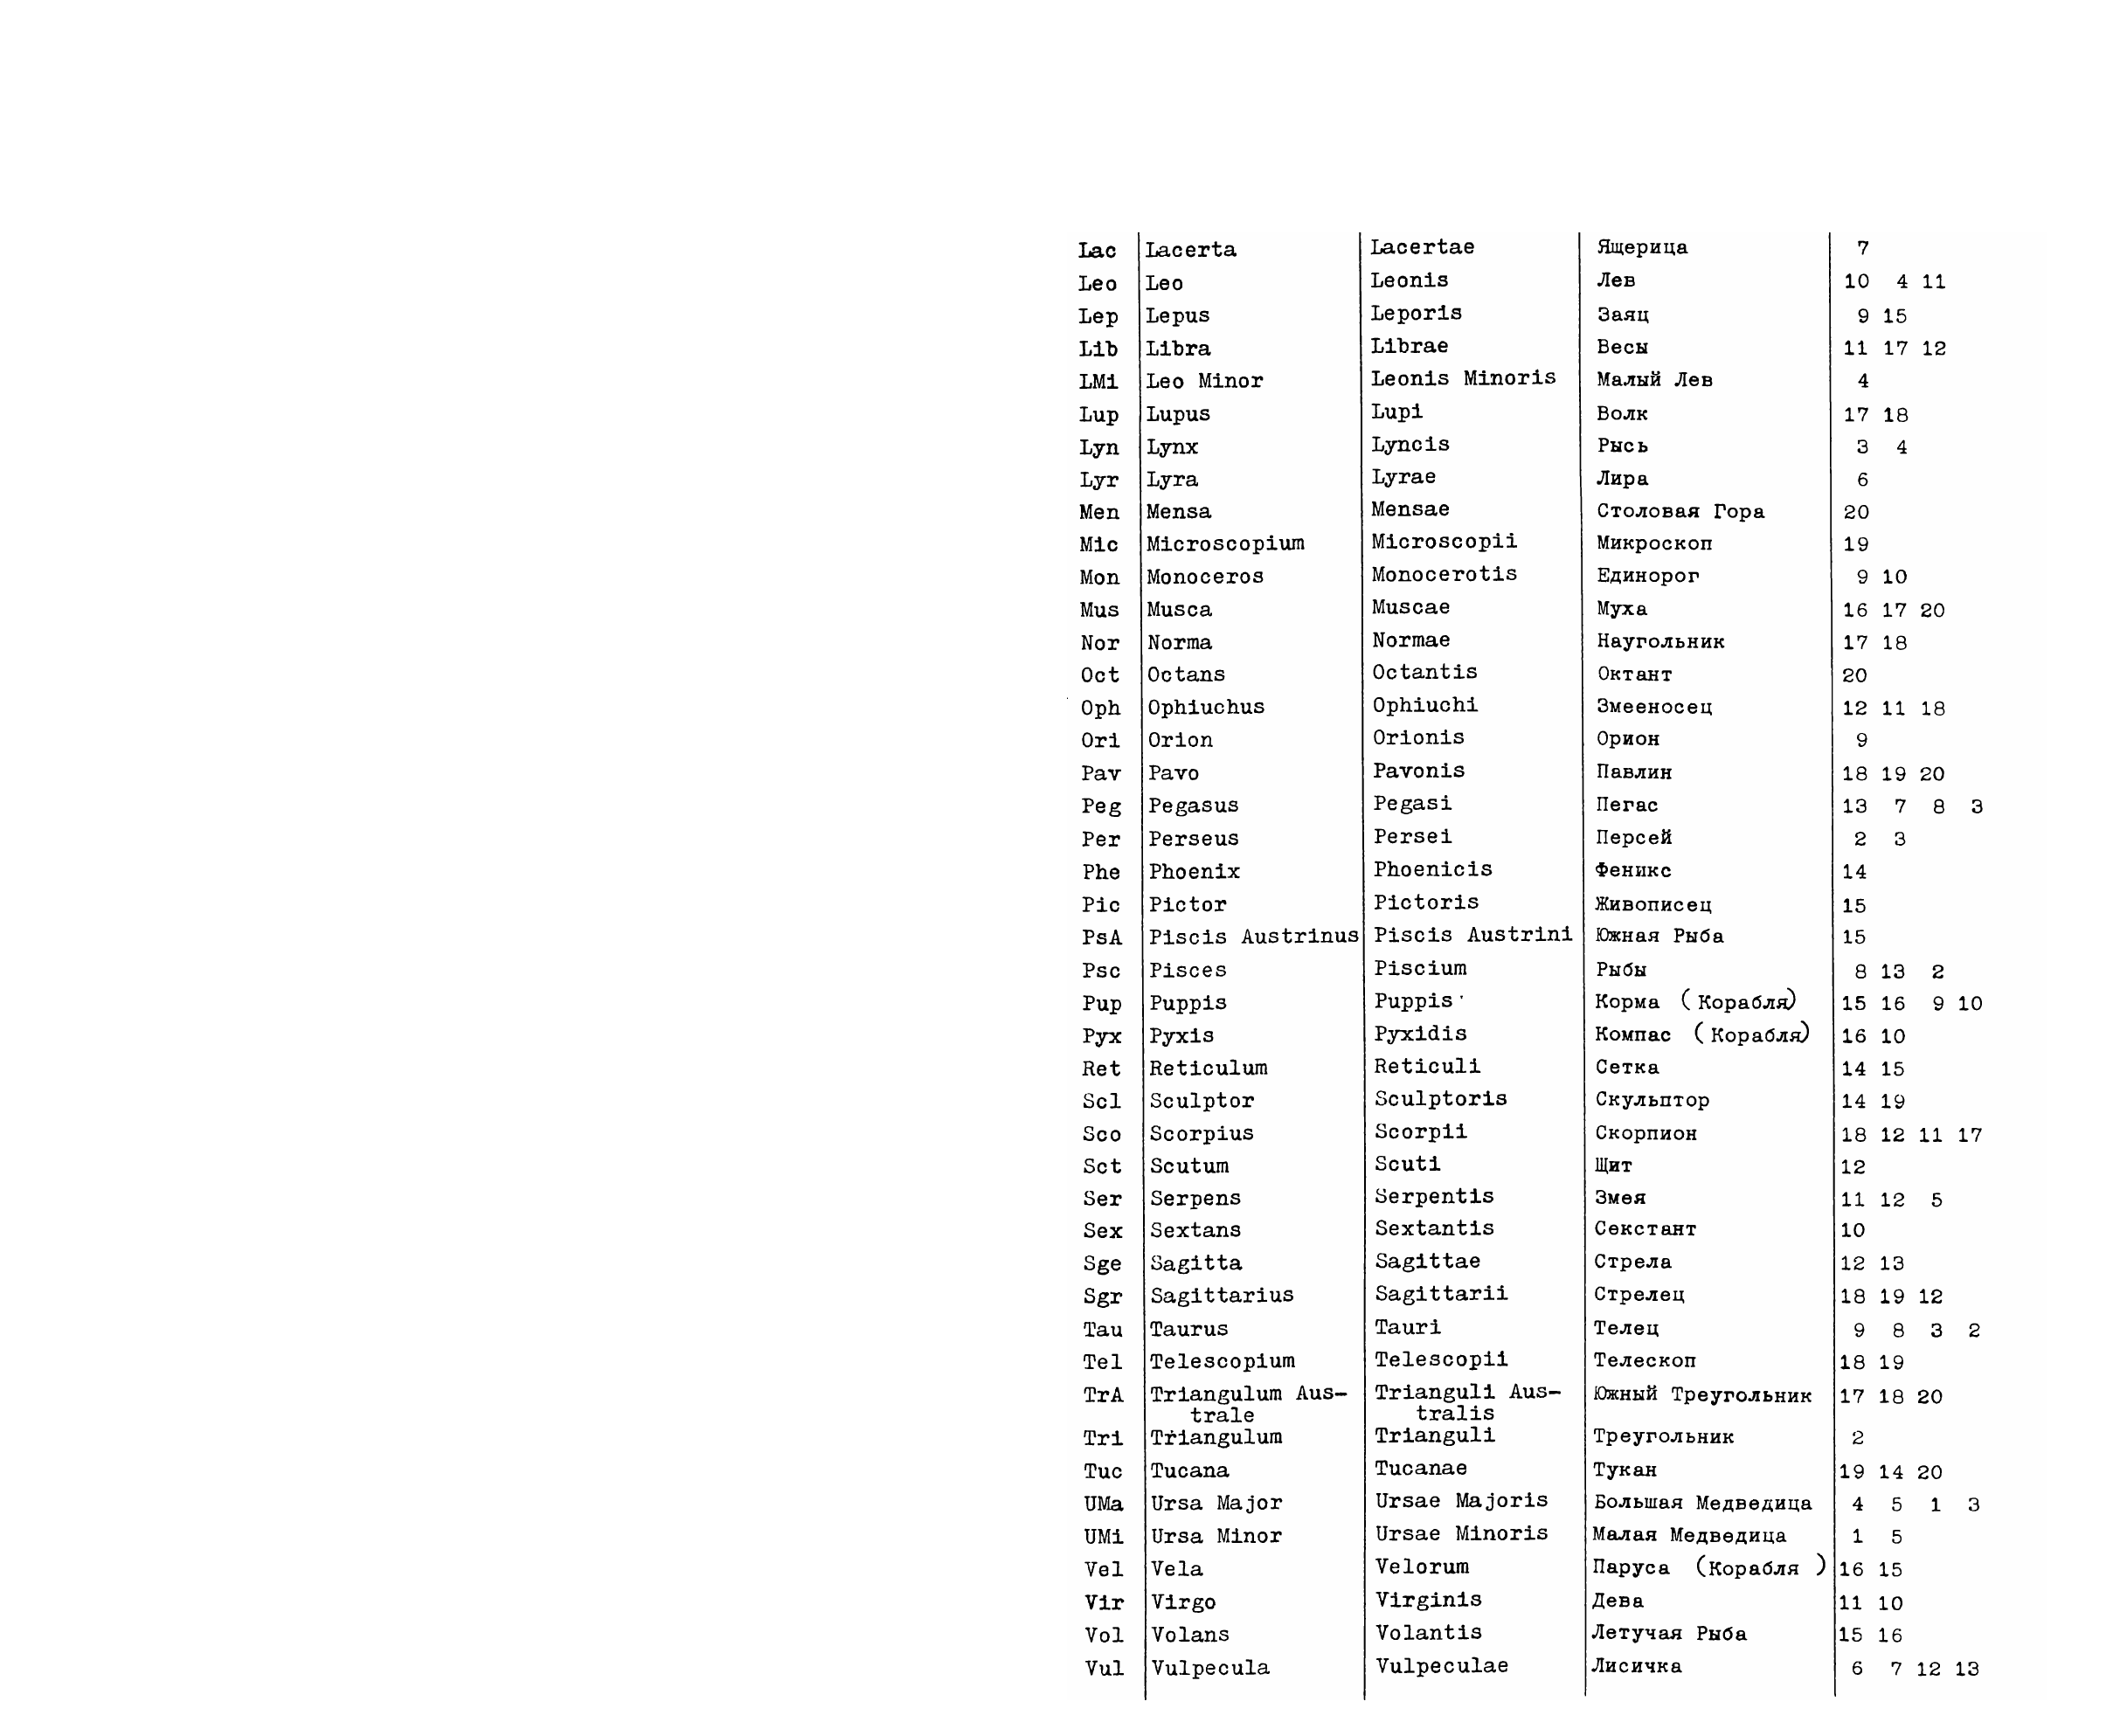 Lac Lacerta Lacertae Ящерица 7
Leo Leo Leonis Лев 10 4 11
Lep Lepus Leporis Заяц 9 15
Lib Libra Librae Весы 11 17 12
LMi Leo Minor Leonis Minoris Малый Лев 4
Lup Lupus Lupi Волк 17 18
Lyn Lynx Lyncis Рысь 3 4
Lyr Lyra Lyrae Лира 6
Men Mensa Mensae Столовая Гора 20
Mic Microscopium Microscopii Микроскоп 19
Mon Monoceros Monocerotis Единорог 9 10
Mus Musca Muscae Муха 16 17 20
Nor Norma Normae Наугольник 17 18
Oct Octans Octantis Октант 20
Oph Ophiuchus Ophiuchi Змееносец 12 11 18
Ori Orion Orionis Орион 9
Pav Pavo Pavonis Павлин 18 19 20
Peg Pegasus Pegasi Пегас 13 7 8 3
Per Perseus Persei Персей 2 3
Phe Phoenix Phoenicis Феникс 14
Pic Pictor Pictoris Живописец 15
PsA Piscis Austrinus Piscis Austrini Южная Рыба 15
Psc Pisces Piscium Рыбы 8 13 2
Pup Puppis Puppis Корма (Корабля) 15 16 9 10
Pyx Pyxis Pyxidis Компас (Корабля) 16 10
Ret Reticulum Reticuli Сетка 14 15
Scl Sculptor Sculptoris Скульптор 14 19
Sco Scorpius Scorpii Скорпион 18 12 11 17
Sct Scutum Scuti Щит 12
Ser Serpens Serpentis Змея 11 12 5
Sex Sextans Sextantis Секстант 10
Sge Sagitta Sagittae Стрела 12 13
Sgr Sagittarius Sagittarii Стрелец 18 19 12
Tau Taurus Tauri Телец 9 8 3 2
Tel Telescopium Telescopii Телескоп 18 19
TrA Triangulum Aus- Trianguli Aus- Южный Треугольник 17 18 20
trale tralis
Tri Triangulum Trianguli Треугольник 2
Tuc Tucana Tucanae Тукан 19 14 20
UMa Ursa Major Ursae Majoris Большая Медведица 4 5 1 3
UMi Ursa Minor Ursae Minoris Малая Медведица 1 5
Vel Vela Velorum Паруса (Корабля) 16 15
Vir Virgo Virginis Дева 11 10
Vol Volans Volantis Летучая Рыба 15 16
Vul Vulpecula Vulpeculae Лисичка 6 7 12 13